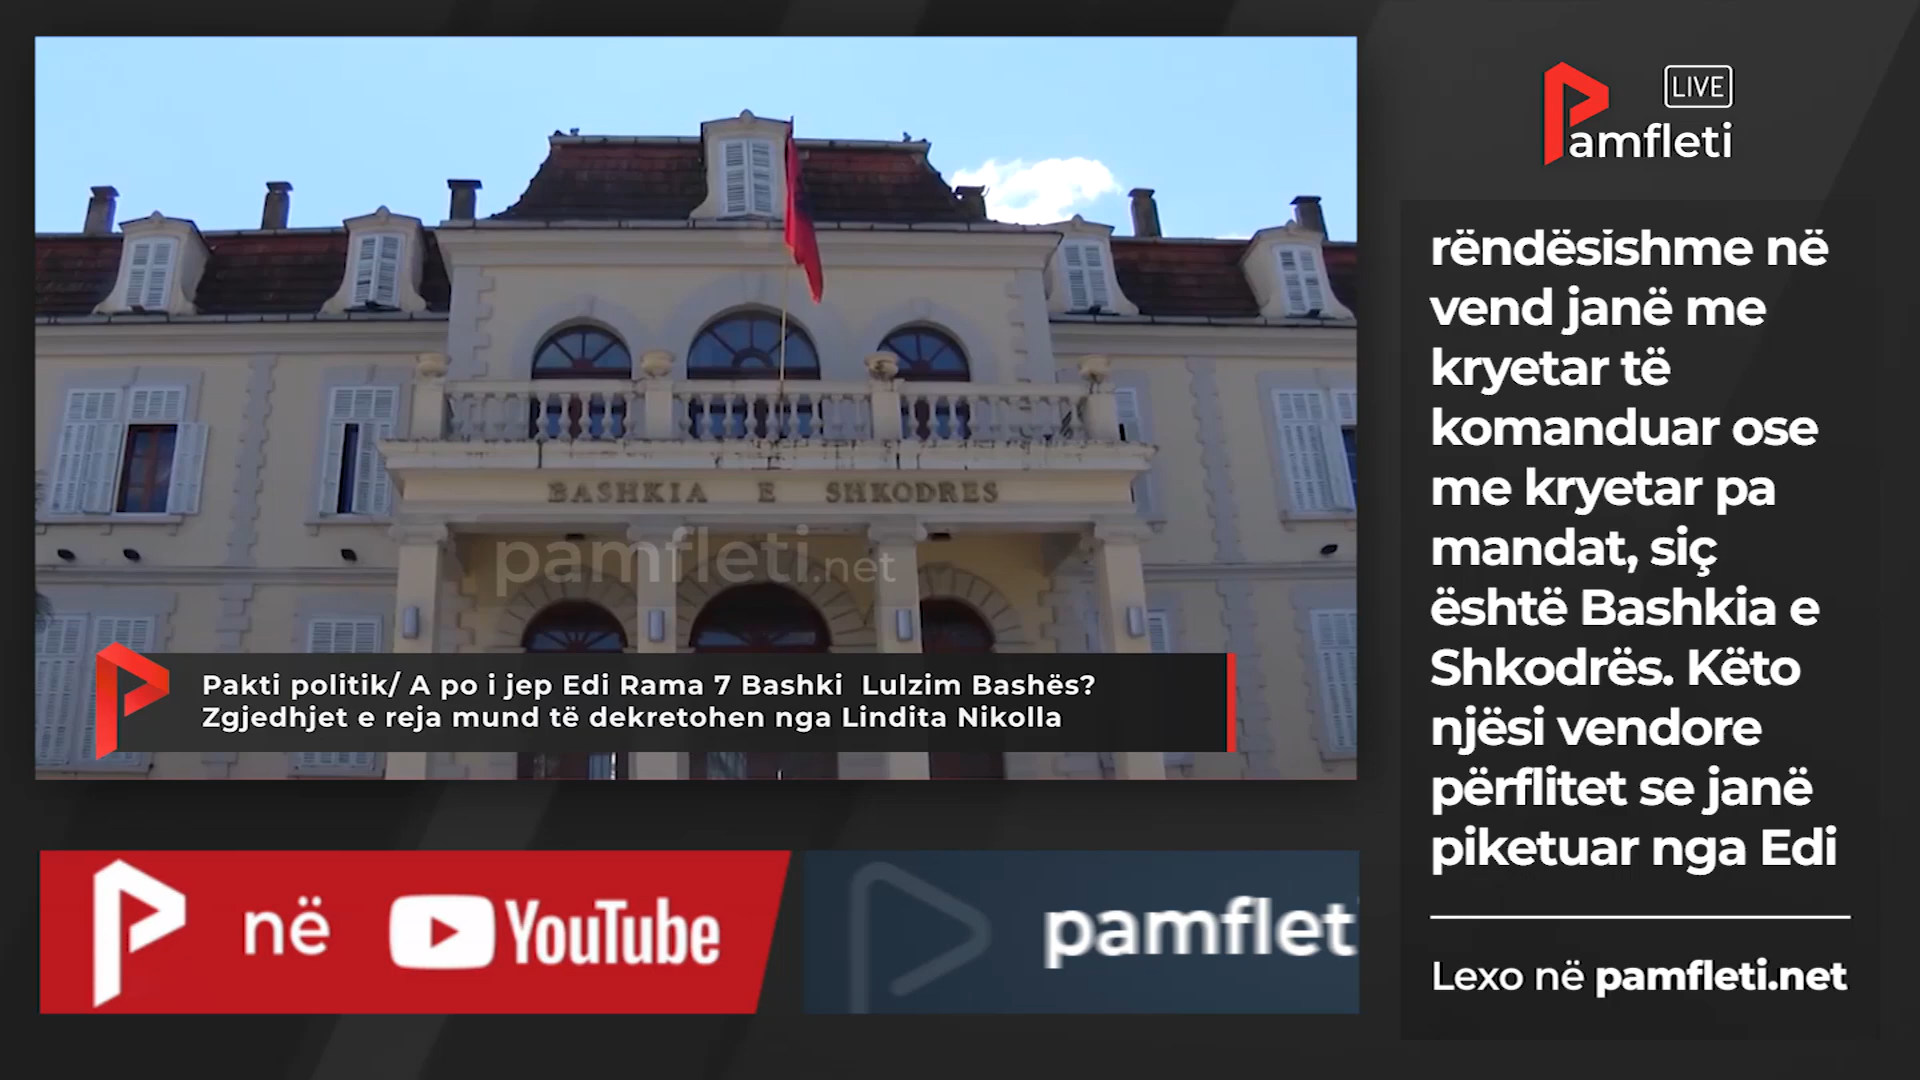 BASHKIA E SHKODRES
pamfleti.net
Pakti politik/ A po i jep Edi Rama 7 Bashki Lulzim Bashës?
Zgjedhjet e reja mund të dekretohen nga Lindita Nikolla
në YouTube
pamfleti
LIVE
Pamfleti
rëndësishme në
vend janë me
kryetar të
komanduar ose
me kryetar pa
mandat, siç
është Bashkia e
Shkodrës. Këto
njësi vendore
përflitet se janë
piketuar nga Edi
Lexo në pamfleti.net